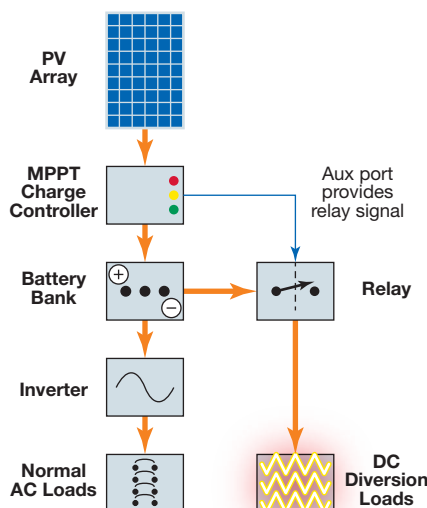 PV
Array
MPPT
Charge
Controller
Aux port
provides
relay signal
Battery
Bank
+
−
Relay
Inverter
Normal
AC Loads
DC
Diversion
Loads